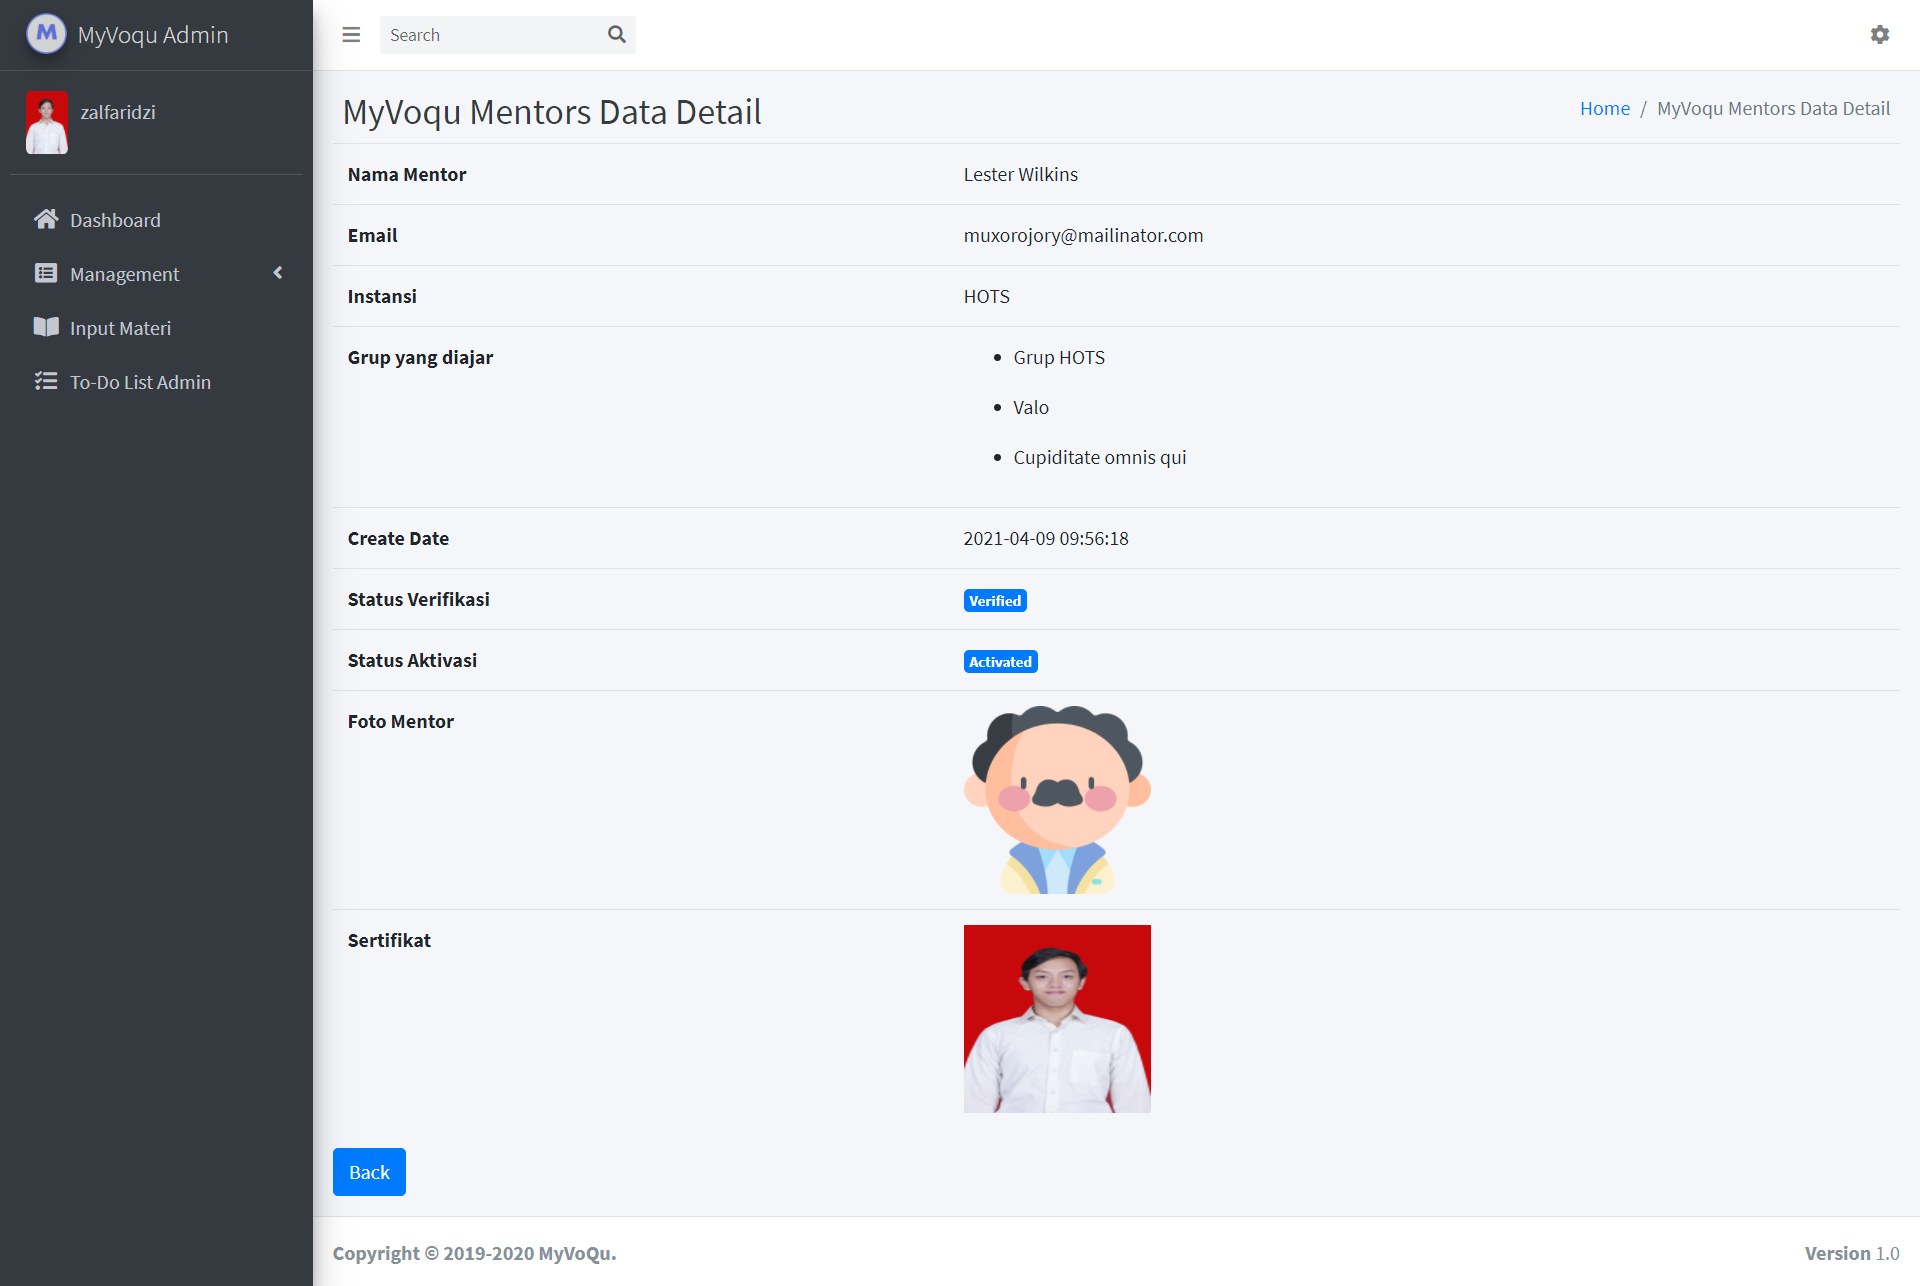 M MyVoqu Admin
Search
zalfaridzi
Dashboard
Management
Input Materi
To-Do List Admin
MyVoqu Mentors Data Detail
Home / MyVoqu Mentors Data Detail
Nama Mentor Lester Wilkins
Email muxorojory@mailinator.com
Instansi HOTS
Grup yang diajar
• Grup HOTS
• Valo
• Cupiditate omnis qui
Create Date 2021-04-09 09:56:18
Status Verifikasi Verified
Status Aktivasi Activated
Foto Mentor
Sertifikat
Back
Copyright © 2019-2020 MyVoQu. Version 1.0